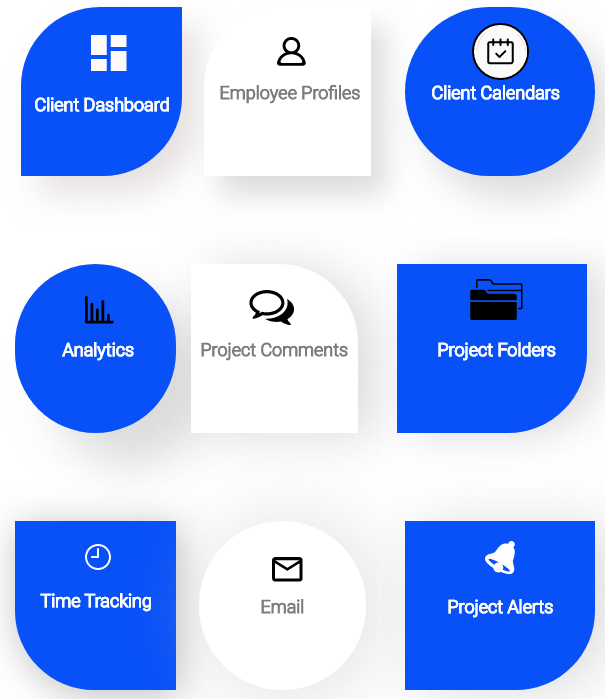 Client Dashboard
Employee Profiles
Client Calendars
Analytics
Project Comments
Project Folders
Time Tracking
Email
Project Alerts